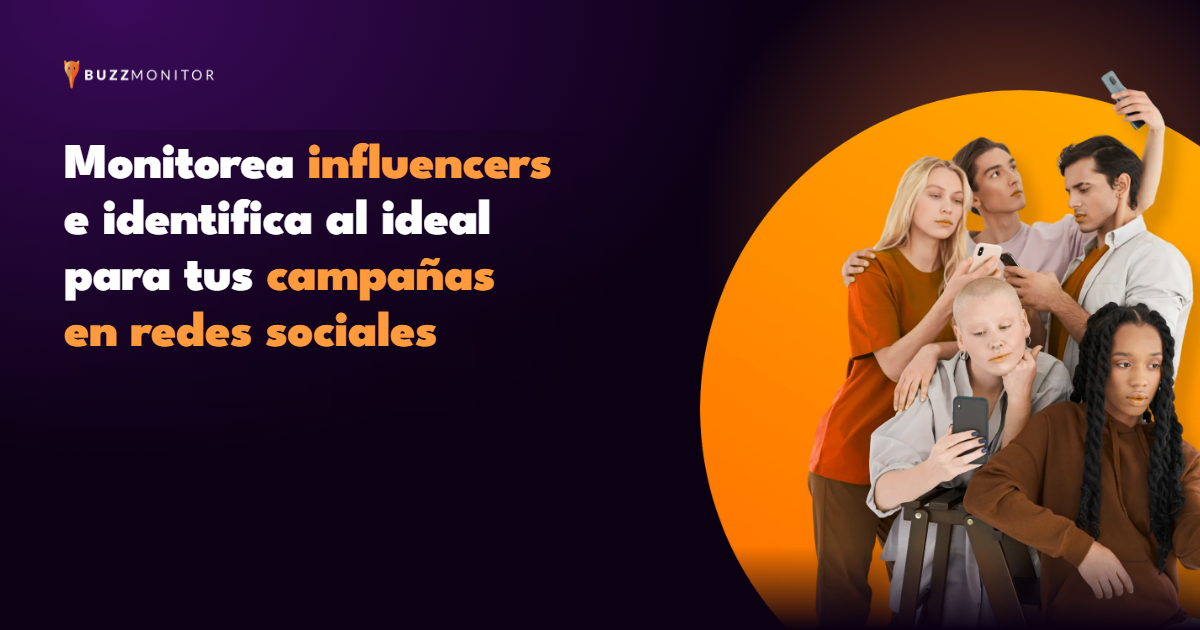 BUZZMONITOR
Monitorea influencers
e identifica al ideal
para tus campañas
en redes sociales